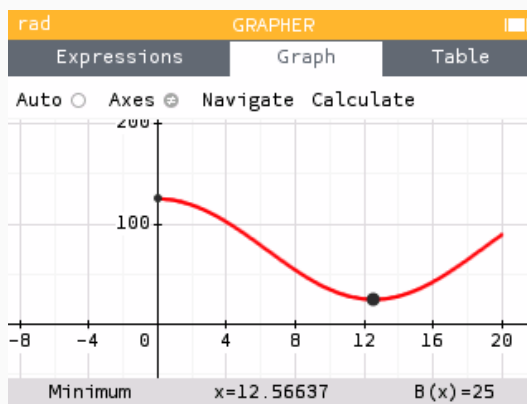 rad GRAPHER
Expressions Graph Table
Auto Axes Navigate Calculate
200
100
-8 -4 0 4 8 12 16 20
Minimum x=12.56637 B(x)=25